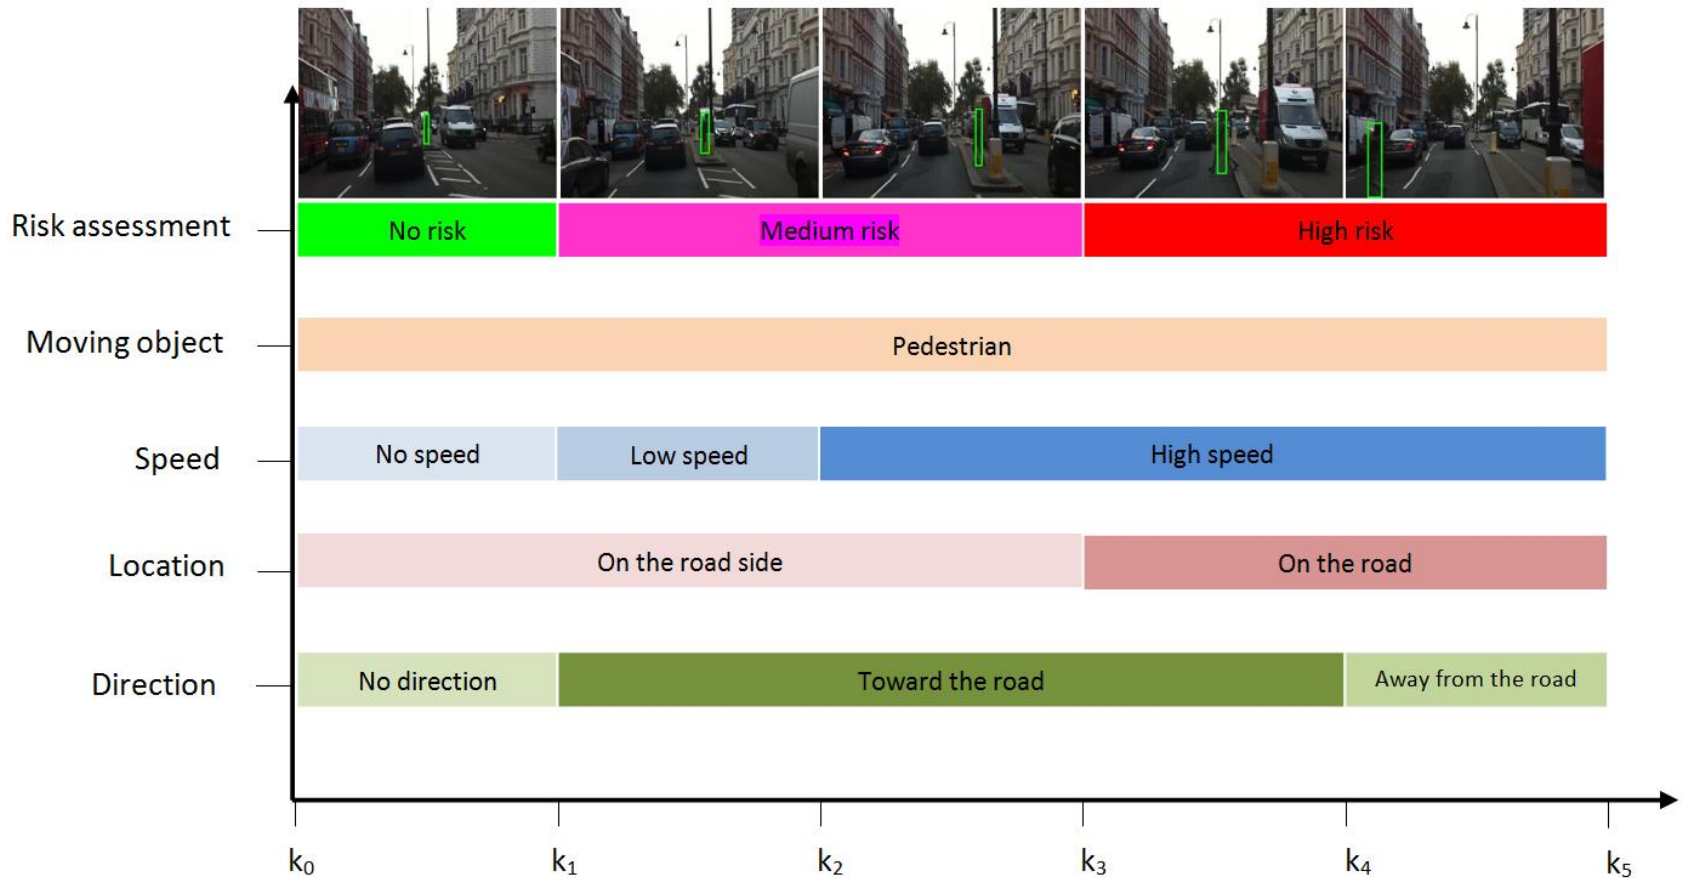 Risk assessment
No risk
Medium risk
High risk
Moving object
Pedestrian
Speed
No speed
Low speed
High speed
Location
On the road side
On the road
Direction
No direction
Toward the road
Away from the road
k₀
k₁
k₂
k₃
k₄
k₅